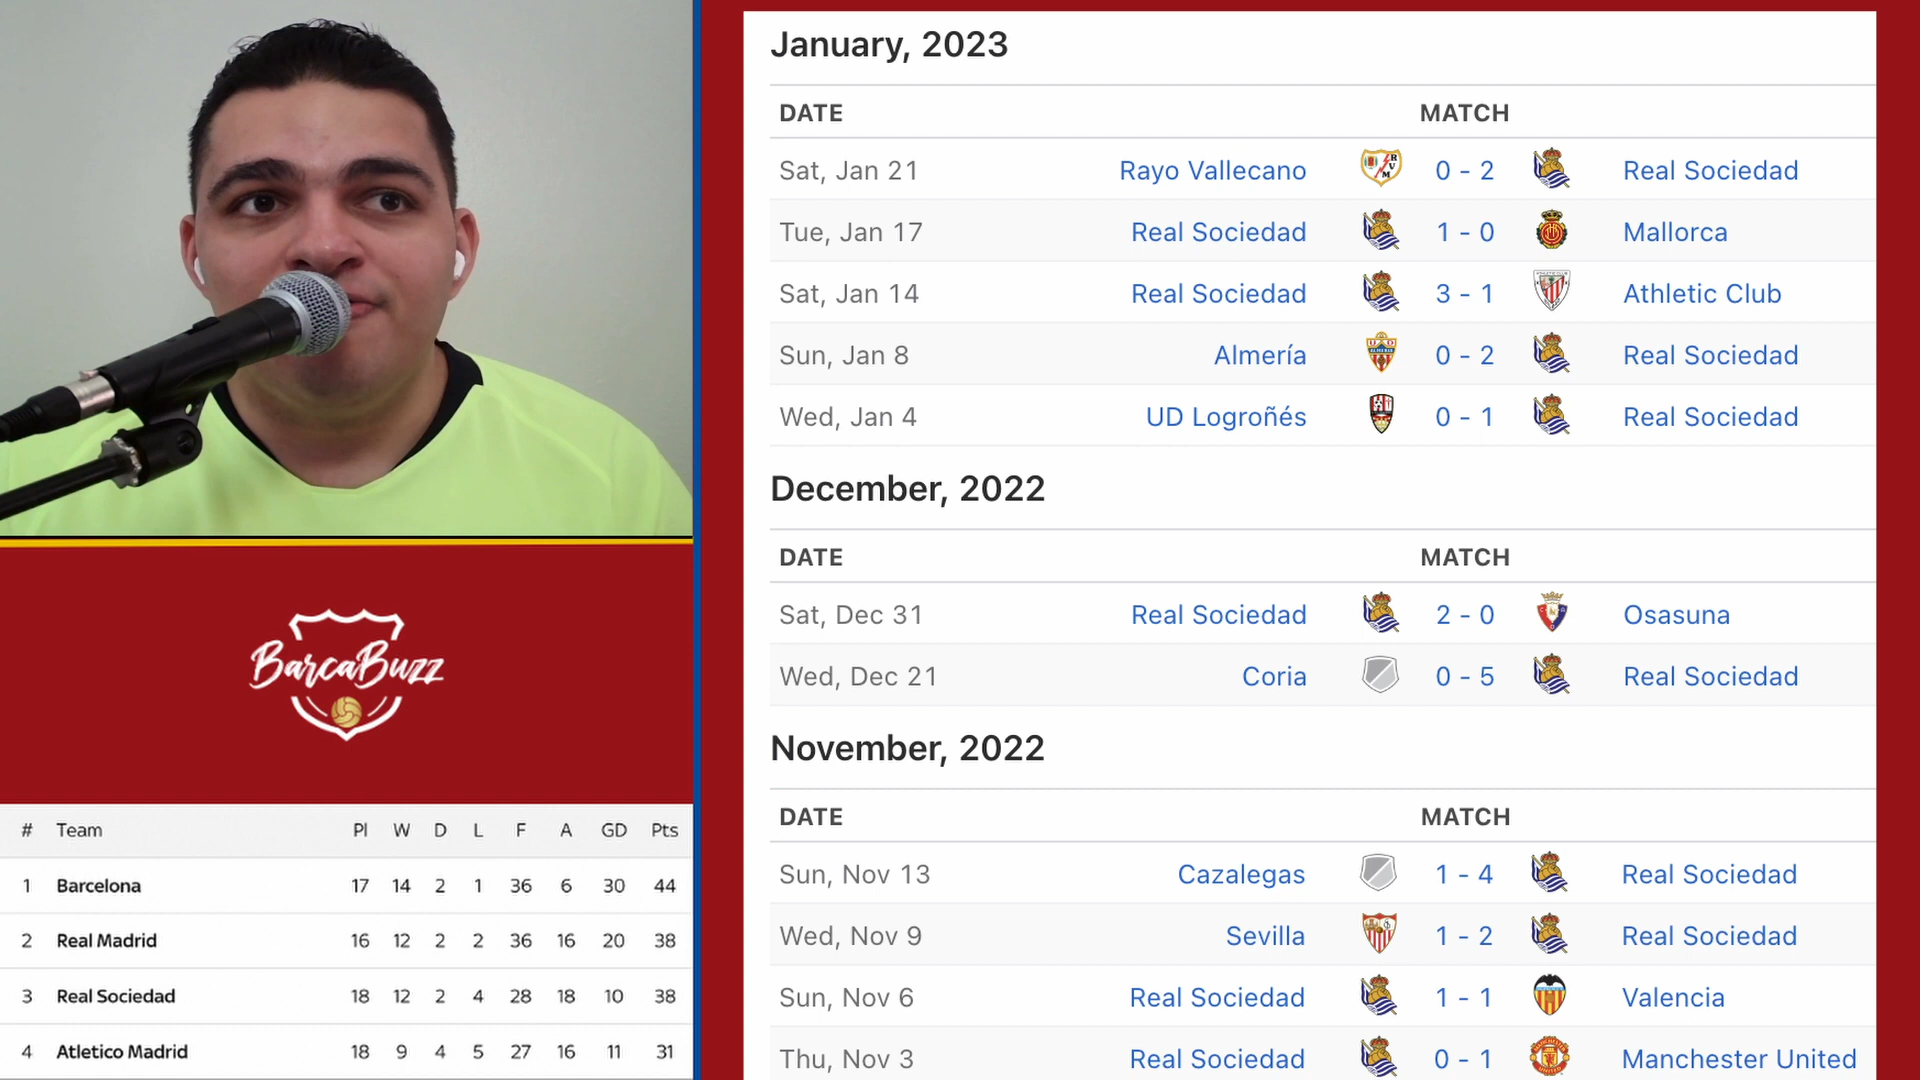 January, 2023
DATE MATCH
Sat, Jan 21 Rayo Vallecano 0 - 2 Real Sociedad
Tue, Jan 17 Real Sociedad 1 - 0 Mallorca
Sat, Jan 14 Real Sociedad 3 - 1 Athletic Club
Sun, Jan 8 Almería 0 - 2 Real Sociedad
Wed, Jan 4 UD Logroñés 0 - 1 Real Sociedad
December, 2022
DATE MATCH
Sat, Dec 31 Real Sociedad 2 - 0 Osasuna
Wed, Dec 21 Coria 0 - 5 Real Sociedad
November, 2022
DATE MATCH
Sun, Nov 13 Cazalegas 1 - 4 Real Sociedad
Wed, Nov 9 Sevilla 1 - 2 Real Sociedad
Sun, Nov 6 Real Sociedad 1 - 1 Valencia
Thu, Nov 3 Real Sociedad 0 - 1 Manchester United
BarcaBuzz
# Team Pl W D L F A GD Pts
1 Barcelona 17 14 2 1 36 6 30 44
2 Real Madrid 16 12 2 2 36 16 20 38
3 Real Sociedad 18 12 2 4 28 18 10 38
4 Atletico Madrid 18 9 4 5 27 16 11 31